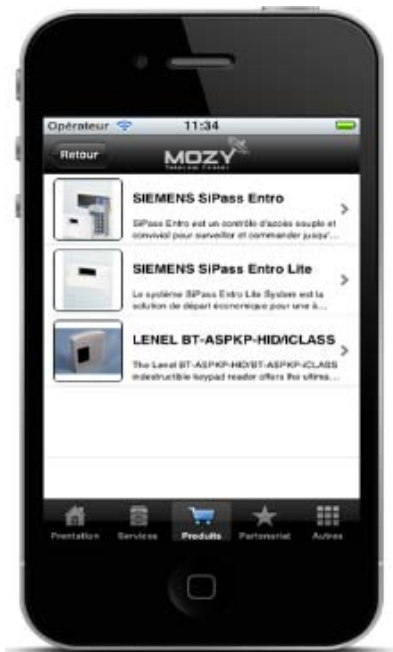 Opérateur 11:34
Retour
MOZY
Telecom Center
SIEMENS SiPass Entro
SiPass Entro est un contrôle d'accès souple et
convivial pour surveiller et commander jusqu'...
SIEMENS SiPass Entro Lite
Le système SiPass Entro Lite System est la
solution de départ économique pour une à...
LENEL BT-ASPKP-HID/ICLASS
The Lenel BT-ASPKP-HID/BT-ASPKP-iCLASS
indestructible keypad reader offers the ultima...
Prentation Services Produits Partenariat Autres